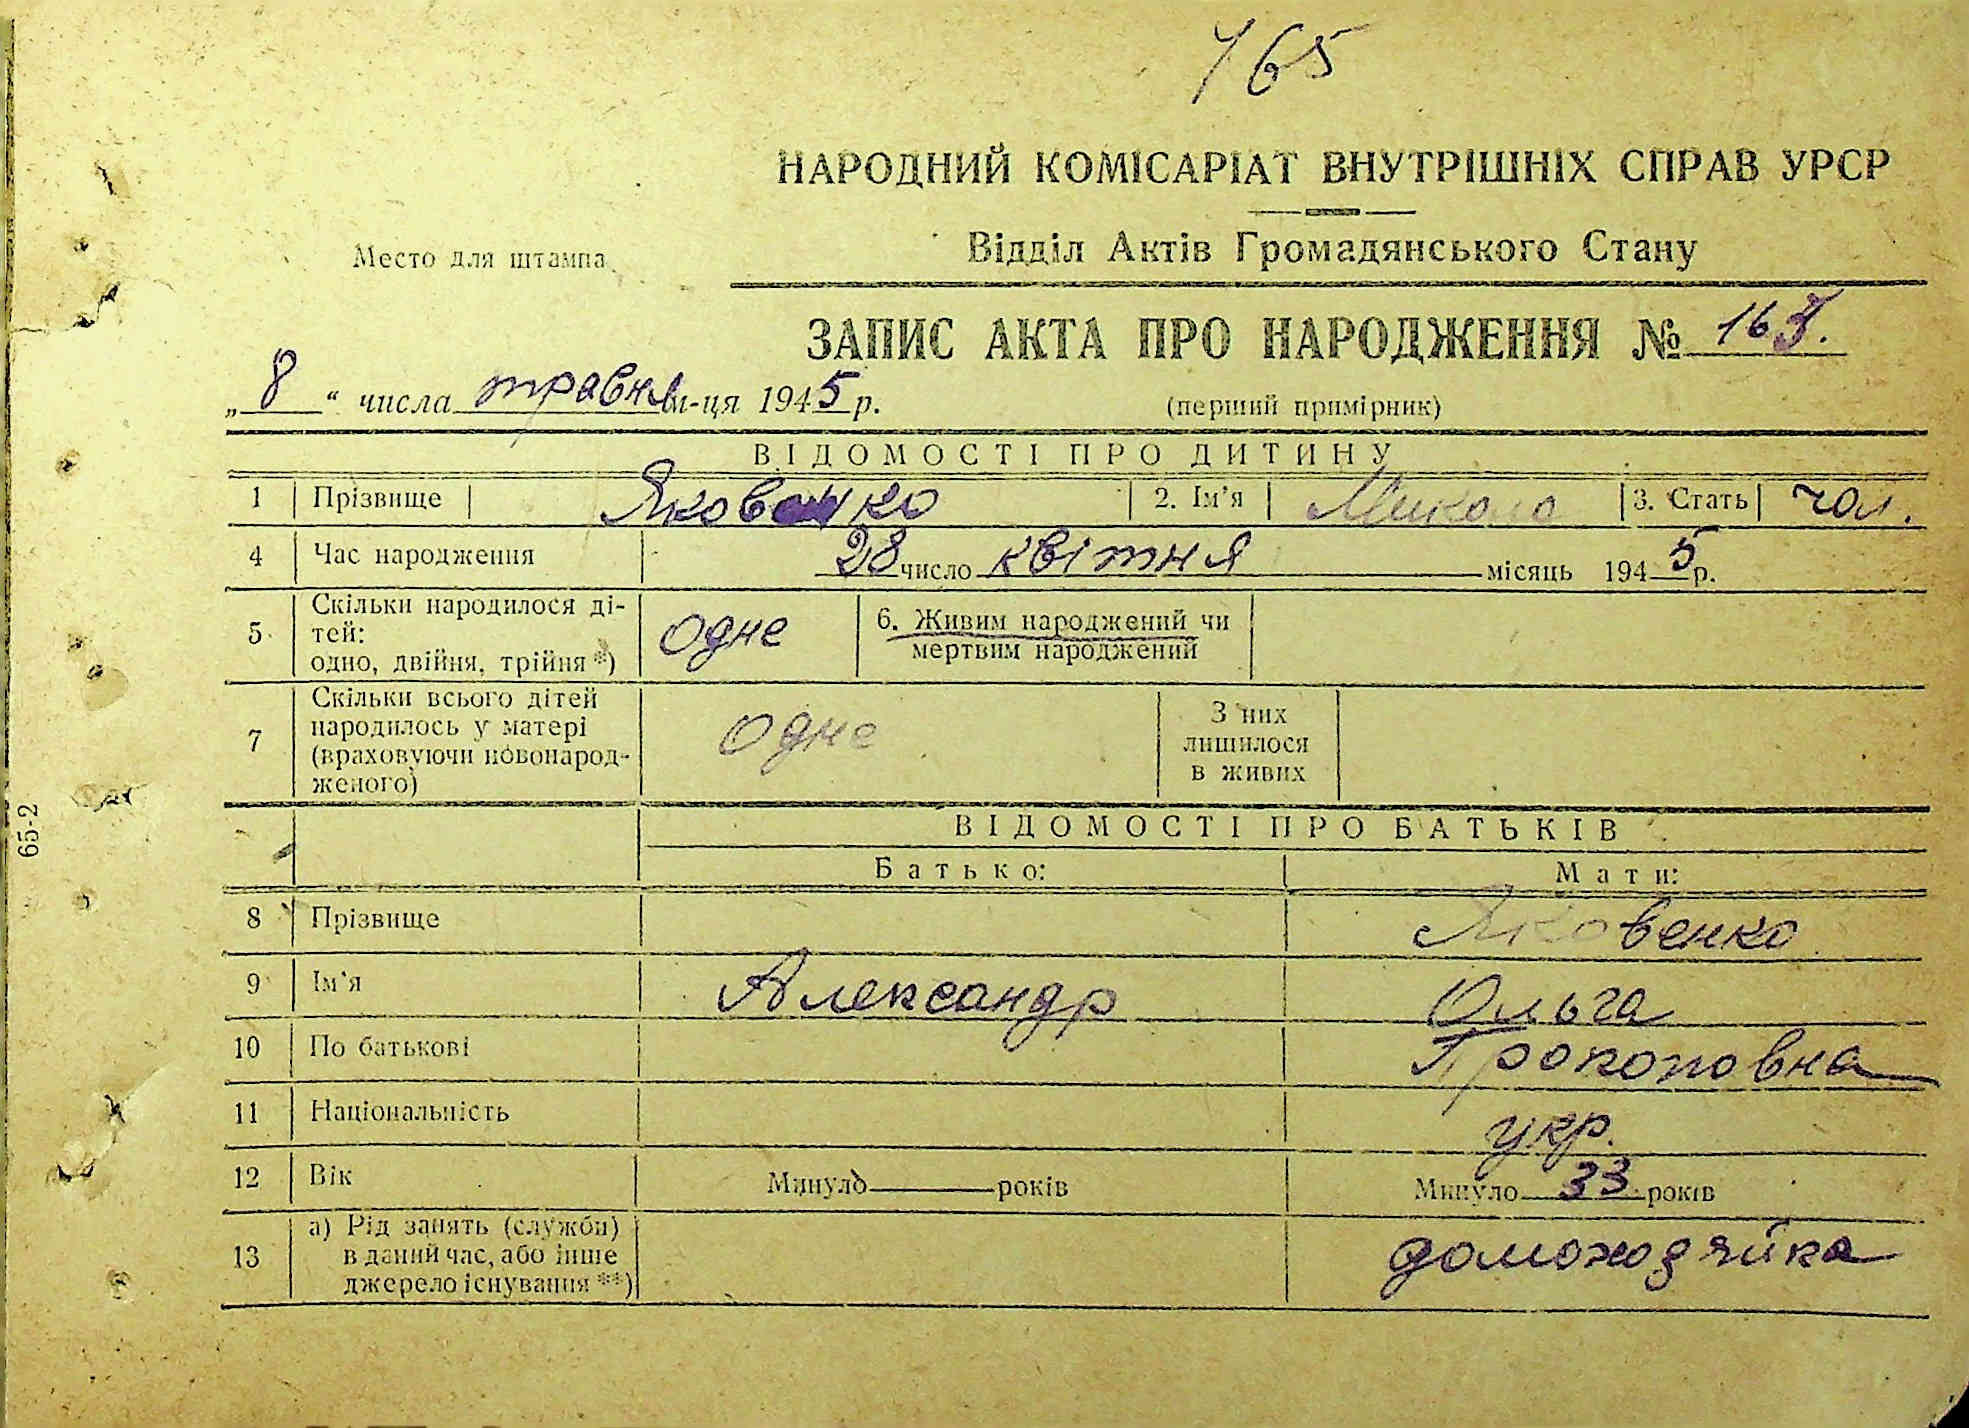 165
НАРОДНИЙ КОМІСАРІАТ ВНУТРІШНІХ СПРАВ УРСР
Место для штампа
Відділ Актів Громадянського Стану
ЗАПИС АКТА ПРО НАРОДЖЕННЯ №
„8“ числа травня м-ця 1945 р.
(перший примірник)
ВІДОМОСТІ ПРО ДИТИНУ
1 Прізвище Яковенко 2. Ім'я Микола 3. Стать чол.
4 Час народження 28 число квітня місяць 1945 р.
5 Скільки народилося ді-
тей:
одно, двійня, трійня *) одне 6. Живим народжений чи
мертвим народжений
7 Скільки всього дітей
народилось у матері
(враховуючи новонарод-
женого) одне З них
лишилося
в живих
65-2
ВІДОМОСТІ ПРО БАТЬКІВ
Батько: Мати:
8 Прізвище Яковенко
9 Ім'я Александр Ольга
10 По батькові Прокоповна
11 Національність укр.
12 Вік Минуло років Минуло 33 років
13 а) Рід занять (служби)
в даний час, або інше
джерело існування **) домохозяйка